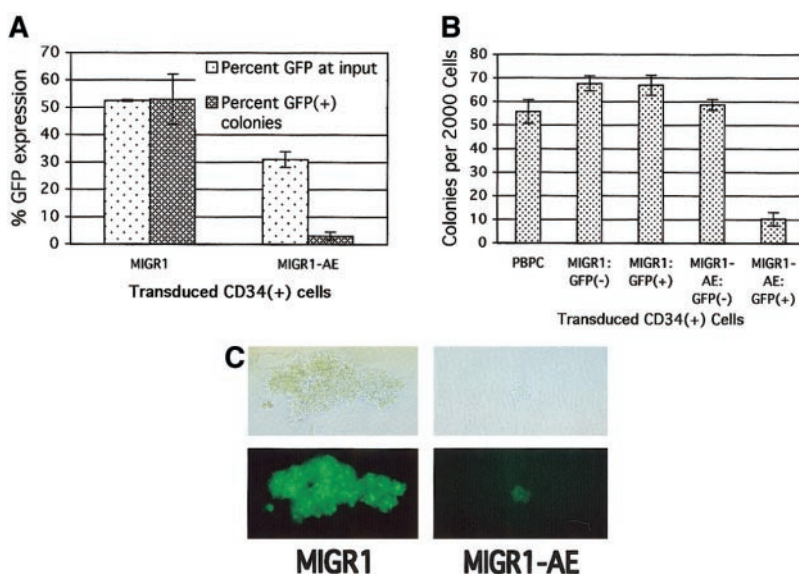 A
% GFP expression
70
60
50
40
30
20
10
0
Percent GFP at input
Percent GFP(+)
colonies
MIGR1
MIGR1-AE
Transduced CD34(+) cells
B
Colonies per 2000 Cells
80
70
60
50
40
30
20
10
0
PBPC
MIGR1:
GFP(-)
MIGR1:
GFP(+)
MIGR1-
AE:
GFP(-)
MIGR1-
AE:
GFP(+)
Transduced CD34(+) Cells
C
MIGR1
MIGR1-AE